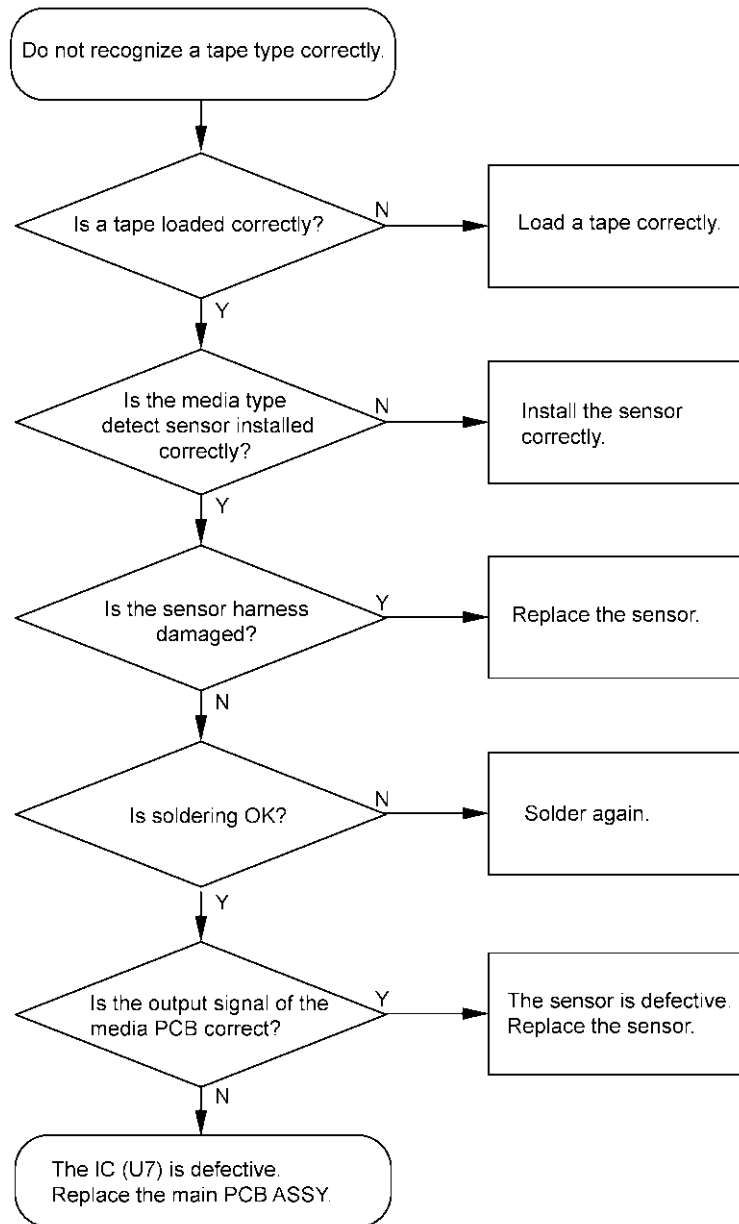 Do not recognize a tape type correctly.
Is a tape loaded correctly?
N
Load a tape correctly.
Y
Is the media type
detect sensor installed
correctly?
N
Install the sensor
correctly.
Y
Is the sensor harness
damaged?
Y
Replace the sensor.
N
Is soldering OK?
N
Solder again.
Y
Is the output signal of the
media PCB correct?
Y
The sensor is defective.
Replace the sensor.
N
The IC (U7) is defective.
Replace the main PCB ASSY.